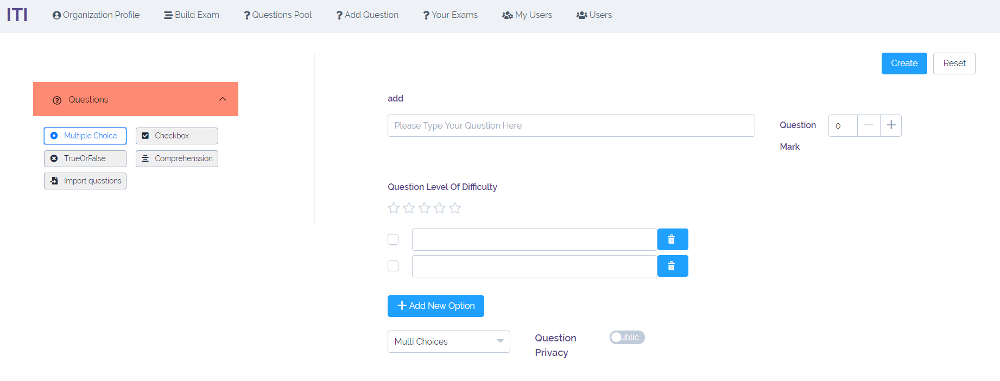 ITI
Organization Profile
Build Exam
Questions Pool
Add Question
Your Exams
My Users
Users
Create
Reset
Questions
Multiple Choice
Checkbox
TrueOrFalse
Comprehenssion
Import questions
add
Please Type Your Question Here
Question
Mark
0
Question Level Of Difficulty
Add New Option
Multi Choices
Question
Privacy
ublic